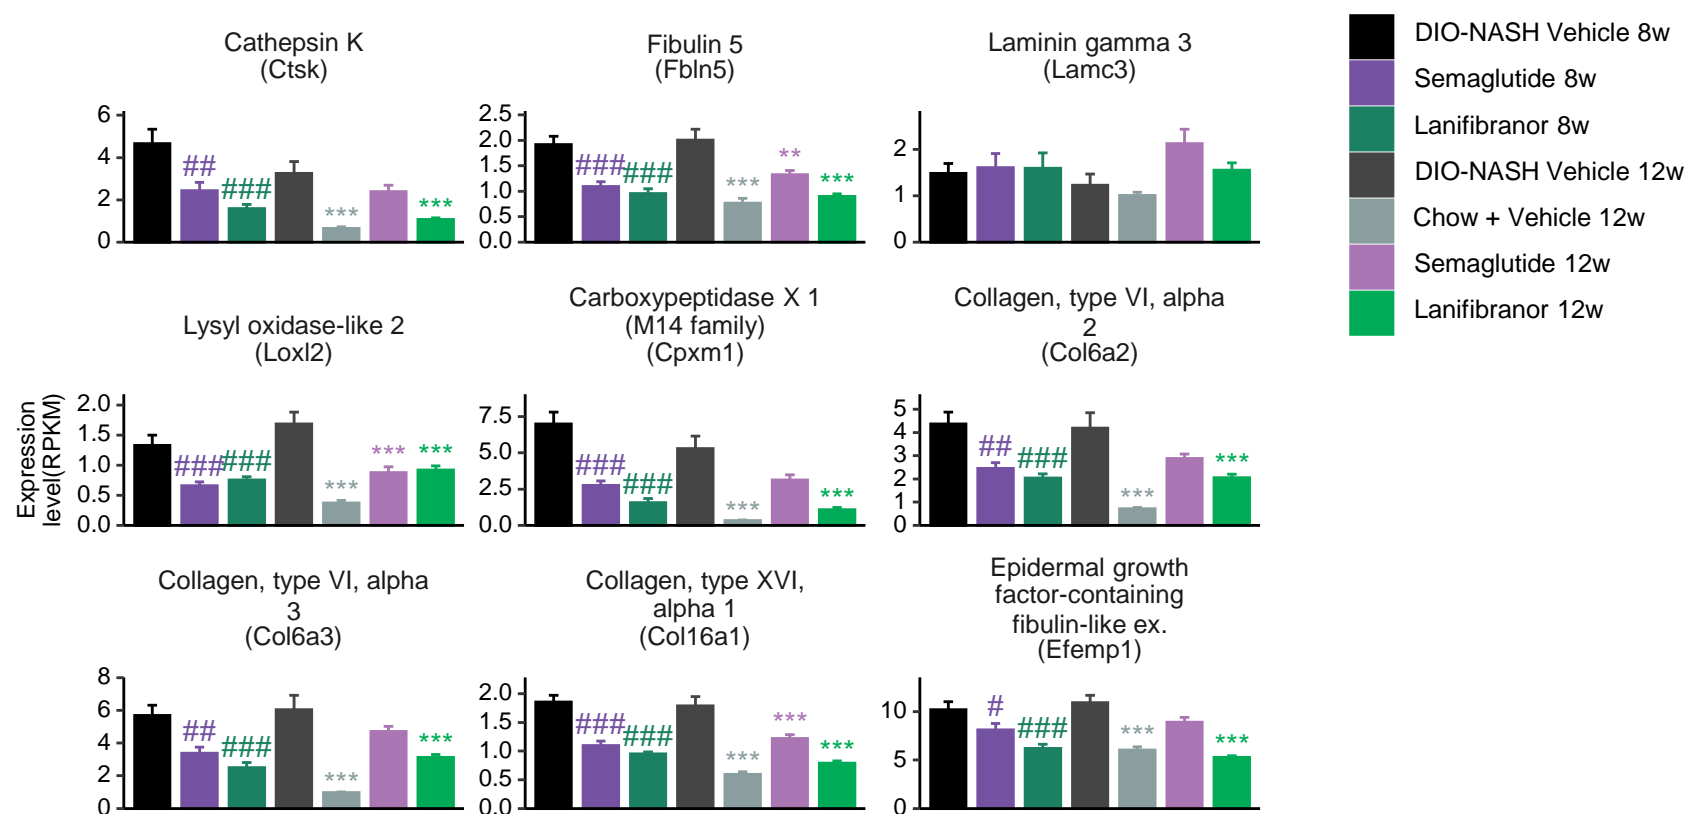 Cathepsin K
(Ctsk)
6
4
2
0
##
###
***
***
Fibulin 5
(Fbln5)
2.5
2.0
1.5
1.0
0.5
0.0
###
###
***
**
***
Laminin gamma 3
(Lamc3)
2
1
0
DIO-NASH Vehicle 8w
Semaglutide 8w
Lanifibranor 8w
DIO-NASH Vehicle 12w
Chow + Vehicle 12w
Semaglutide 12w
Lanifibranor 12w
Expression
level(RPKM)
Lysyl oxidase-like 2
(Loxl2)
2.0
1.5
1.0
0.5
0.0
###
###
***
***
***
Carboxypeptidase X 1
(M14 family)
(Cpxm1)
7.5
5.0
2.5
0.0
###
###
***
***
Collagen, type VI, alpha
2
(Col6a2)
5
4
3
2
1
0
##
###
***
***
Collagen, type VI, alpha
3
(Col6a3)
8
6
4
2
0
##
###
***
***
Collagen, type XVI,
alpha 1
(Col16a1)
2.0
1.5
1.0
0.5
0.0
###
###
***
***
***
Epidermal growth
factor-containing
fibulin-like ex.
(Efemp1)
10
5
0
#
###
***
***